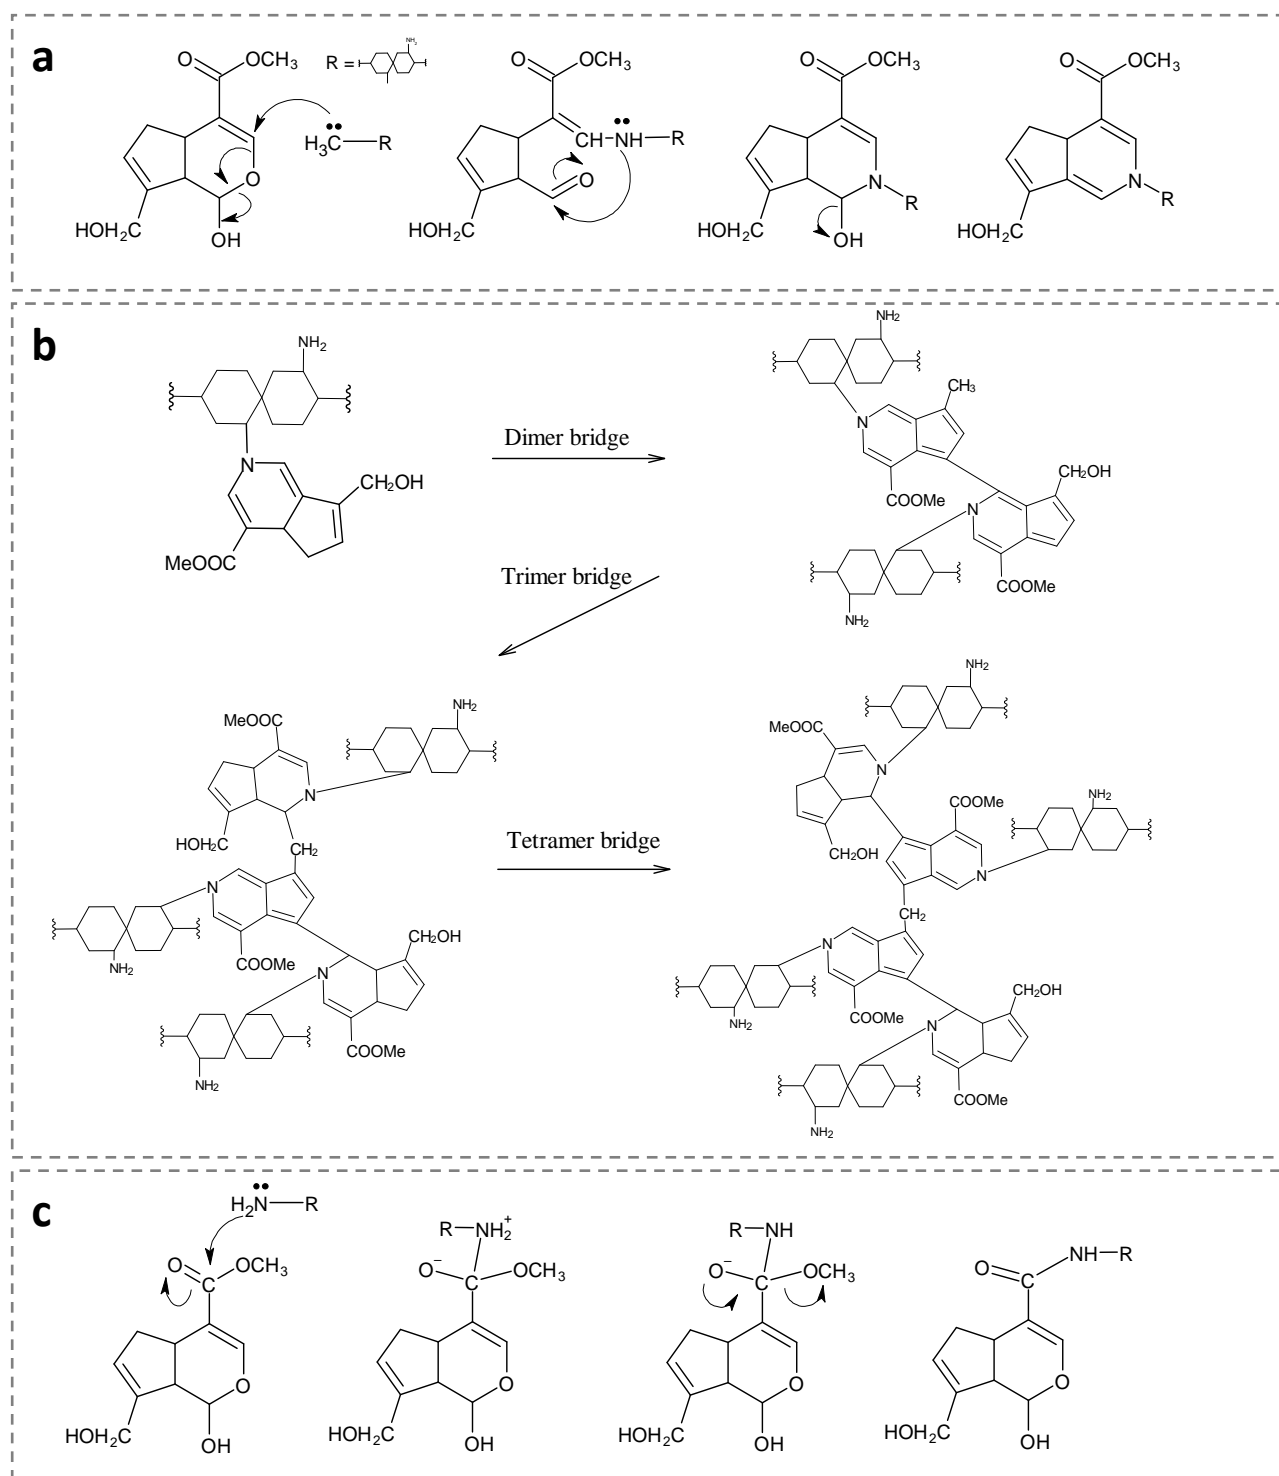 a
O OCH3 R = NH2 H3C R O HOH2C OH
O OCH3 CH NH R O HOH2C
O OCH3 N R HOH2C OH
O OCH3 N R HOH2C
b
NH2
N
CH2OH
MeOOC
Dimer bridge
NH2
CH3
N
COOMe
CH2OH
N
COOMe
NH2
Trimer bridge
MeOOC
NH2
N
HOH2C
CH2
N
NH2
COOMe
CH2OH
N
COOMe
NH2
Tetramer bridge
NH2
MeOOC
N
COOMe
NH2
CH2OH
N
CH2
N
NH2
COOMe
CH2OH
N
COOMe
NH2
c
H2N R
O C OCH3 O HOH2C OH
R NH2+ O− C OCH3 O HOH2C OH
R NH O− C OCH3 O HOH2C OH
O C NH R O HOH2C OH